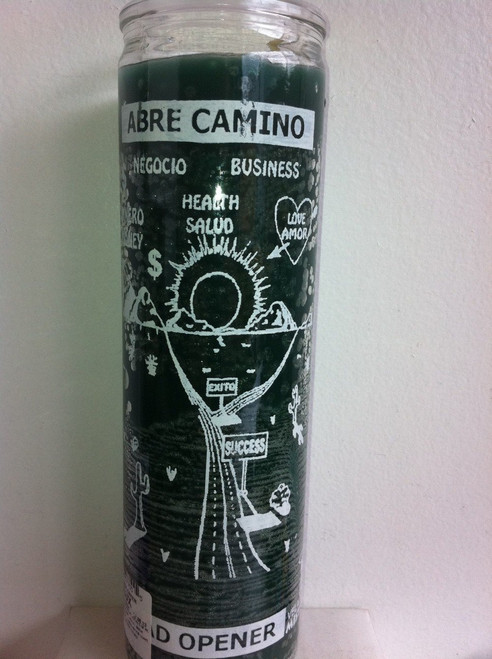 ABRE CAMINO
NEGOCIO BUSINESS
HEALTH
SALUD
LOVE
AMOR
$
EXITO
SUCCESS
OPENER